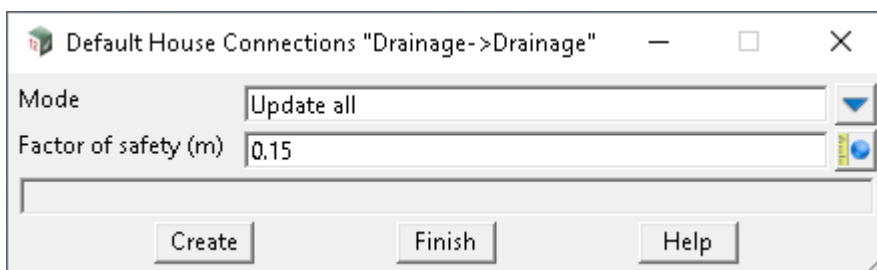 Default House Connections "Drainage->Drainage"
Mode Update all
Factor of safety (m) 0.15
Create Finish Help